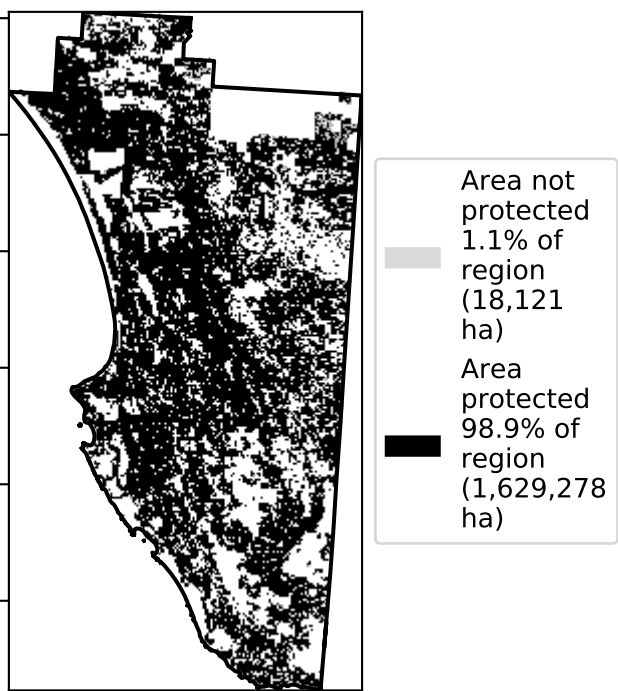 Area not
protected
1.1% of
region
(18,121
ha)
Area
protected
98.9% of
region
(1,629,278
ha)